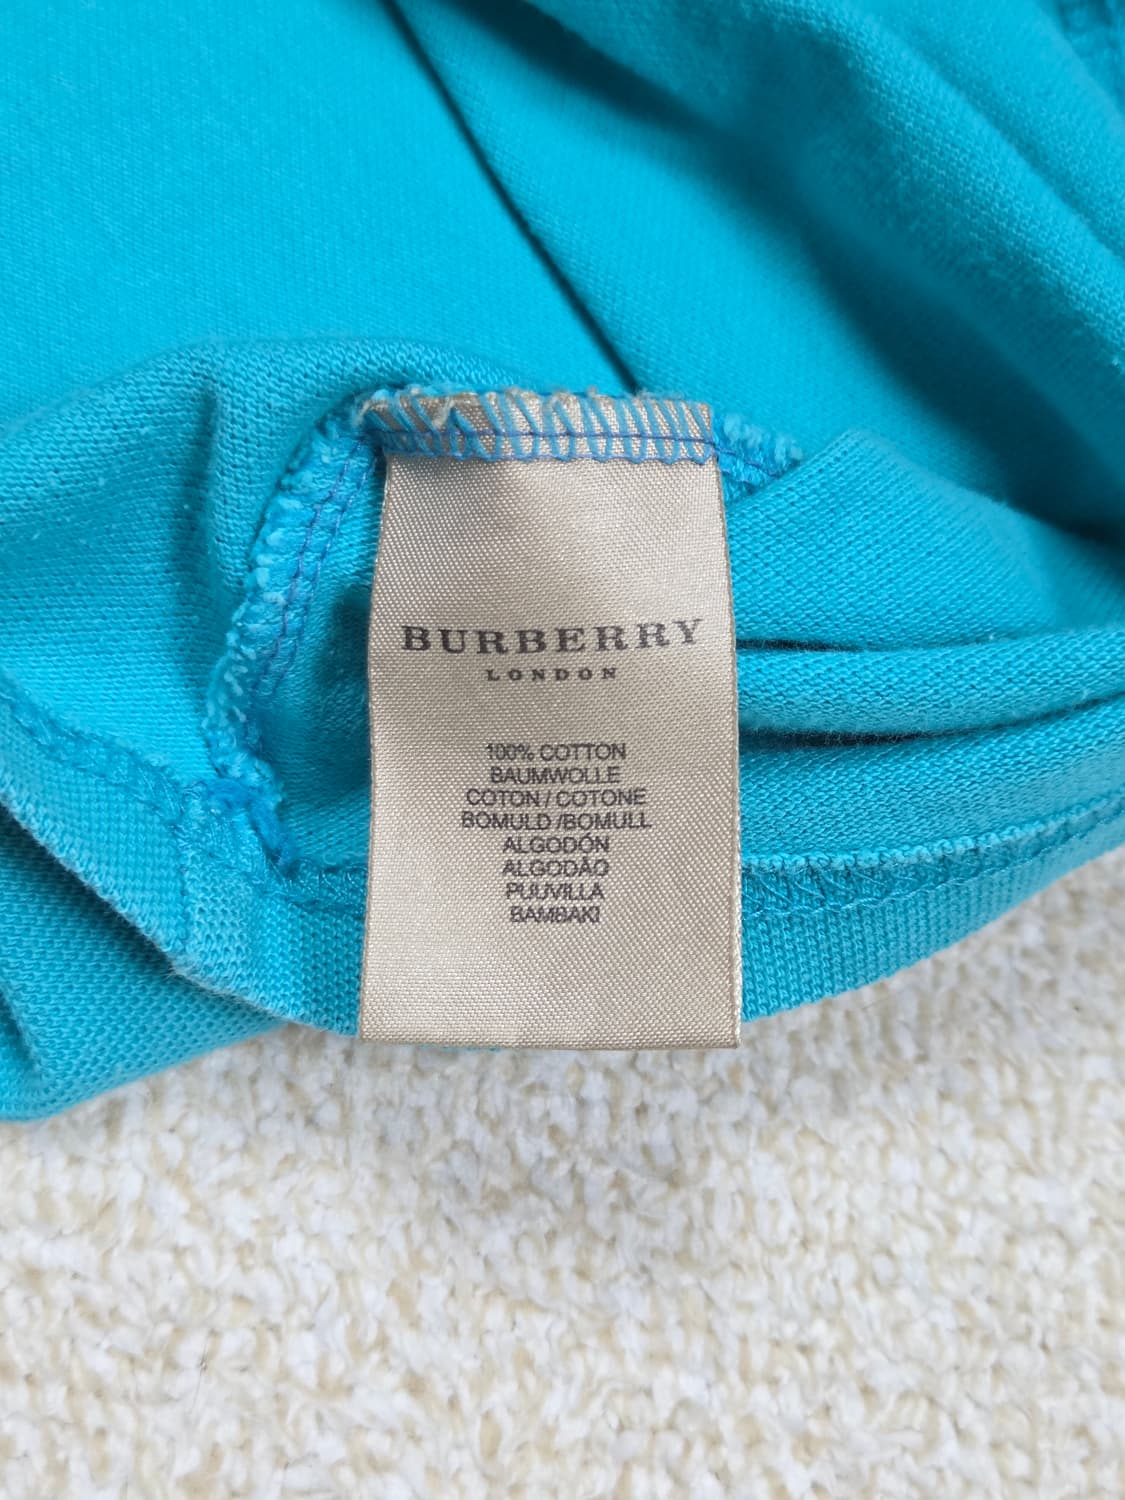 BURBERRY
LONDON
100% COTTON
BAUMWOLLE
COTON / COTONE
BOMULD /BOMULL
ALGODÓN
ALGODÃO
PUUVILLA
BAMBAKI